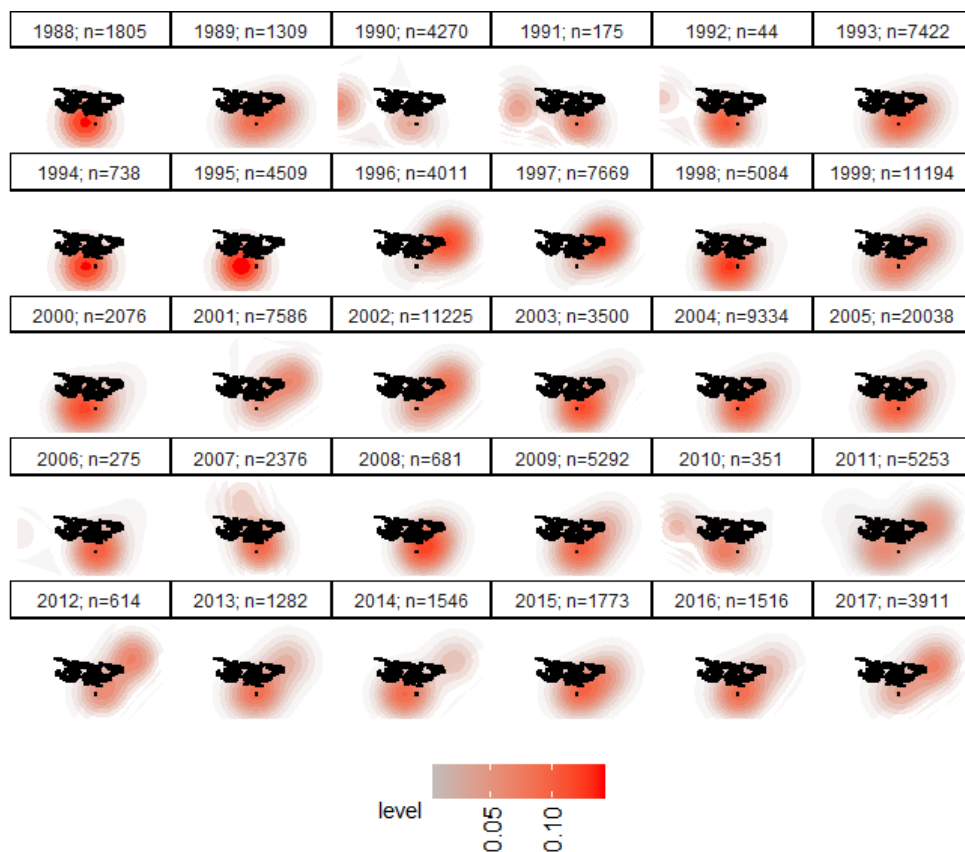 1988; n=1805 1989; n=1309 1990; n=4270 1991; n=175 1992; n=44 1993; n=7422
1994; n=738 1995; n=4509 1996; n=4011 1997; n=7669 1998; n=5084 1999; n=11194
2000; n=2076 2001; n=7586 2002; n=11225 2003; n=3500 2004; n=9334 2005; n=20038
2006; n=275 2007; n=2376 2008; n=681 2009; n=5292 2010; n=351 2011; n=5253
2012; n=614 2013; n=1282 2014; n=1546 2015; n=1773 2016; n=1516 2017; n=3911
level
0.05 0.10